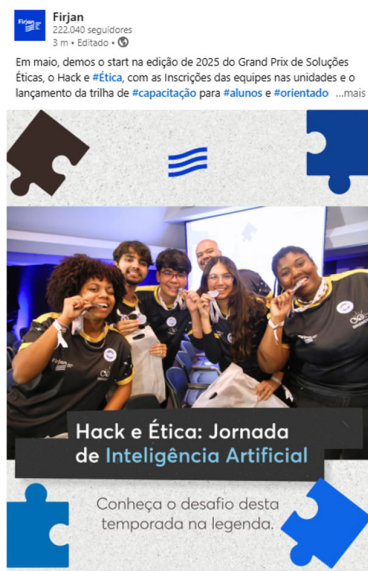 Firjan
Firjan
222.040 seguidores
3 m • Editado •
Em maio, demos o start na edição de 2025 do Grand Prix de Soluções
Éticas, o Hack e #Ética, com as Inscrições das equipes nas unidades e o
lançamento da trilha de #capacitação para #alunos e #orientado ...mais
Firjan
Hack e Ética: Jornada
de Inteligência Artificial
Conheça o desafio desta
temporada na legenda.